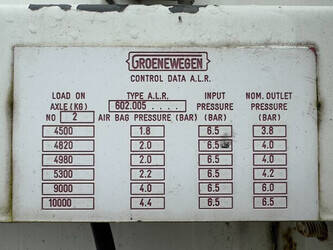 GROENEWEGEN
CONTROL DATA A.L.R.
LOAD ON AXLE (KG) TYPE A.L.R. INPUT PRESSURE NOM. OUTLET PRESSURE
602.005 . . . .
NO 2 AIR BAG PRESSURE (BAR) (BAR) (BAR)
4500 1.8 6.5 3.8
4820 2.0 6.5 4.0
4980 2.0 6.5 4.0
5300 2.2 6.5 4.2
9000 4.0 6.5 6.0
10000 4.4 6.5 6.5